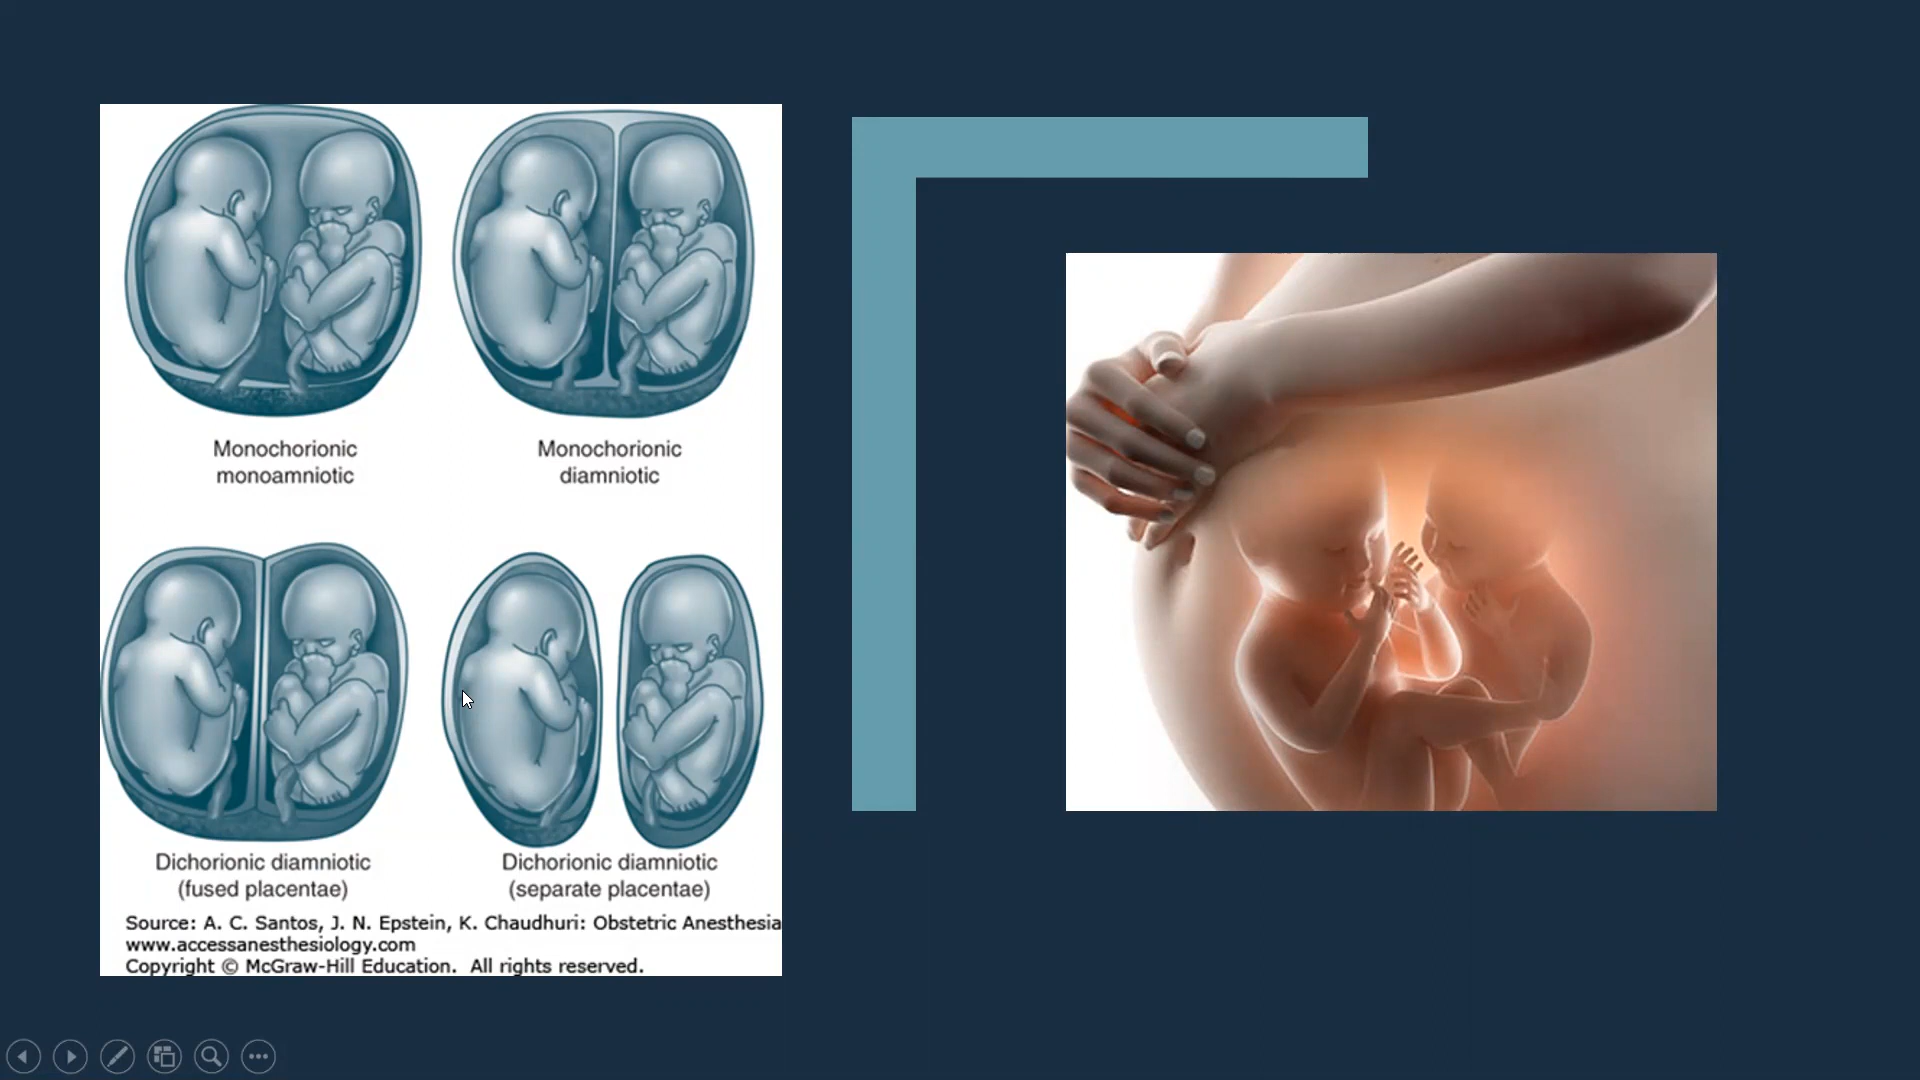 Monochorionic
monoamniotic
Monochorionic
diamniotic
Dichorionic diamniotic
(fused placentae)
Dichorionic diamniotic
(separate placentae)
Source: A. C. Santos, J. N. Epstein, K. Chaudhuri: Obstetric Anesthesia
www.accessanesthesiology.com
Copyright © McGraw-Hill Education. All rights reserved.